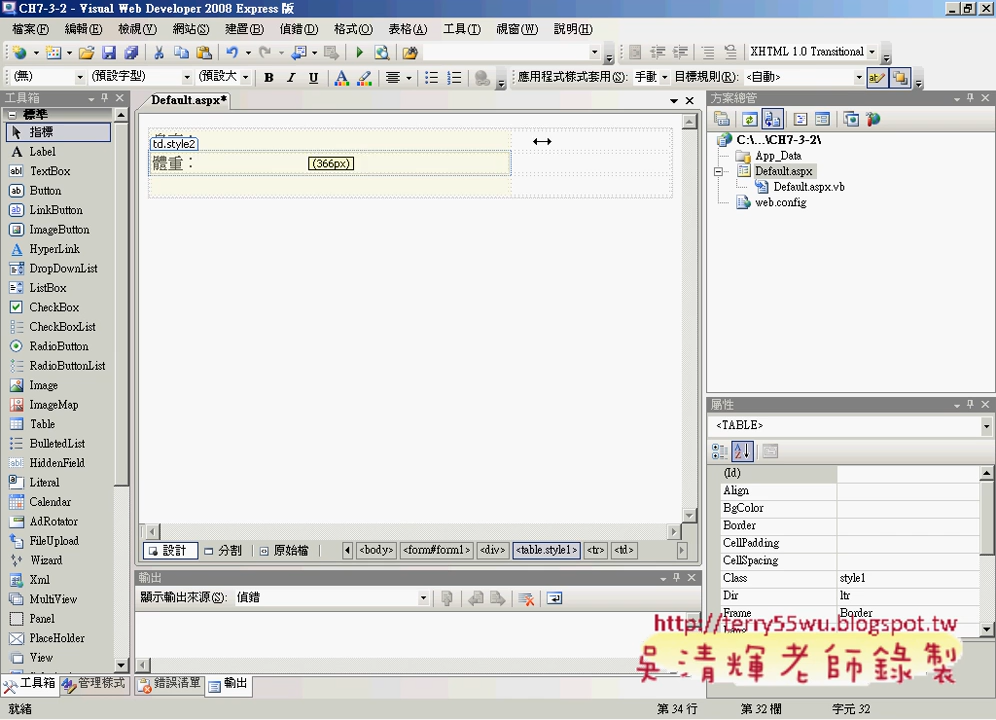 CH7-3-2 - Visual Web Developer 2008 Express 版
檔案(F) 編輯(E) 檢視(V) 網站(S) 建置(B) 偵錯(D) 格式(O) 表格(A) 工具(T) 視窗(W) 說明(H)
XHTML 1.0 Transitional
(無) (預設字型) (預設大 B I U 應用程式樣式套用(S): 手動 目標規則(R): <自動>
工具箱
標準
指標
Label
TextBox
Button
LinkButton
ImageButton
HyperLink
DropDownList
ListBox
CheckBox
CheckBoxList
RadioButton
RadioButtonList
Image
ImageMap
Table
BulletedList
HiddenField
Literal
Calendar
AdRotator
FileUpload
Wizard
Xml
MultiView
Panel
PlaceHolder
View
工具箱 管理樣式
Default.aspx*
td.style2
體重：
(366px)
設計 分割 原始檔 <body> <form#form1> <div> <table.style1> <tr> <td>
輸出
顯示輸出來源(S): 偵錯
錯誤清單 輸出
方案總管
C:\...\CH7-3-2\
App_Data
Default.aspx
Default.aspx.vb
web.config
屬性
<TABLE>
(Id)
Align
BgColor
Border
CellPadding
CellSpacing
Class style1
Dir ltr
Frame Border
http://terry55wu.blogspot.tw
吳清輝老師錄製
就緒 第 34 行 第 32 欄 字元 32